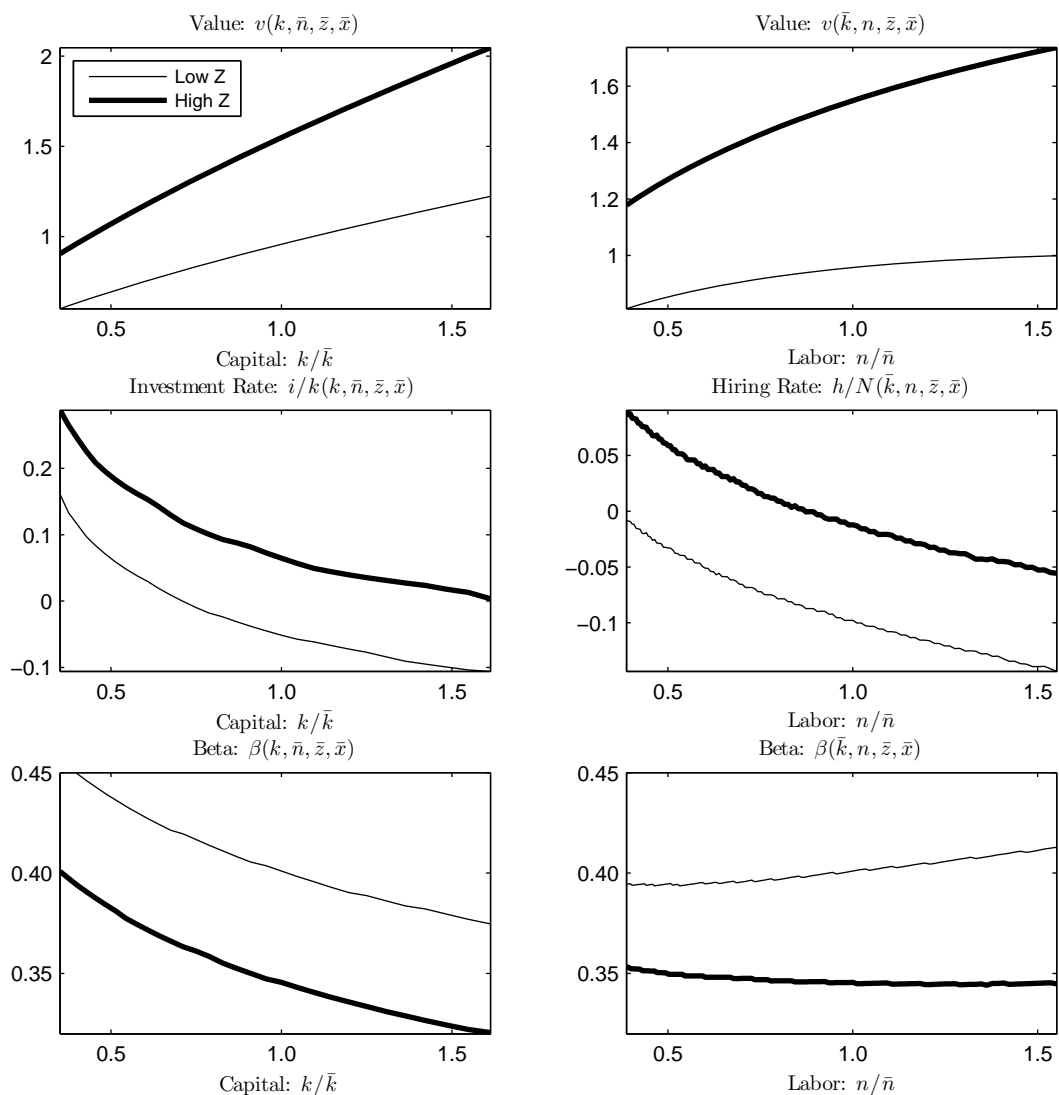 Value: v(k, n̄, z̄, x̄)
2
1.5
1
0.5 1.0 1.5
Low Z
High Z
Capital: k/k̄
Value: v(k̄, n, z̄, x̄)
1.6
1.4
1.2
1
0.5 1.0 1.5
Labor: n/n̄
Investment Rate: i/k(k, n̄, z̄, x̄)
0.2
0.1
0
−0.1
0.5 1.0 1.5
Capital: k/k̄
Hiring Rate: h/N(k̄, n, z̄, x̄)
0.05
0
−0.05
−0.1
0.5 1.0 1.5
Labor: n/n̄
Beta: β(k, n̄, z̄, x̄)
0.45
0.40
0.35
0.5 1.0 1.5
Capital: k/k̄
Beta: β(k̄, n, z̄, x̄)
0.45
0.40
0.35
0.5 1.0 1.5
Labor: n/n̄